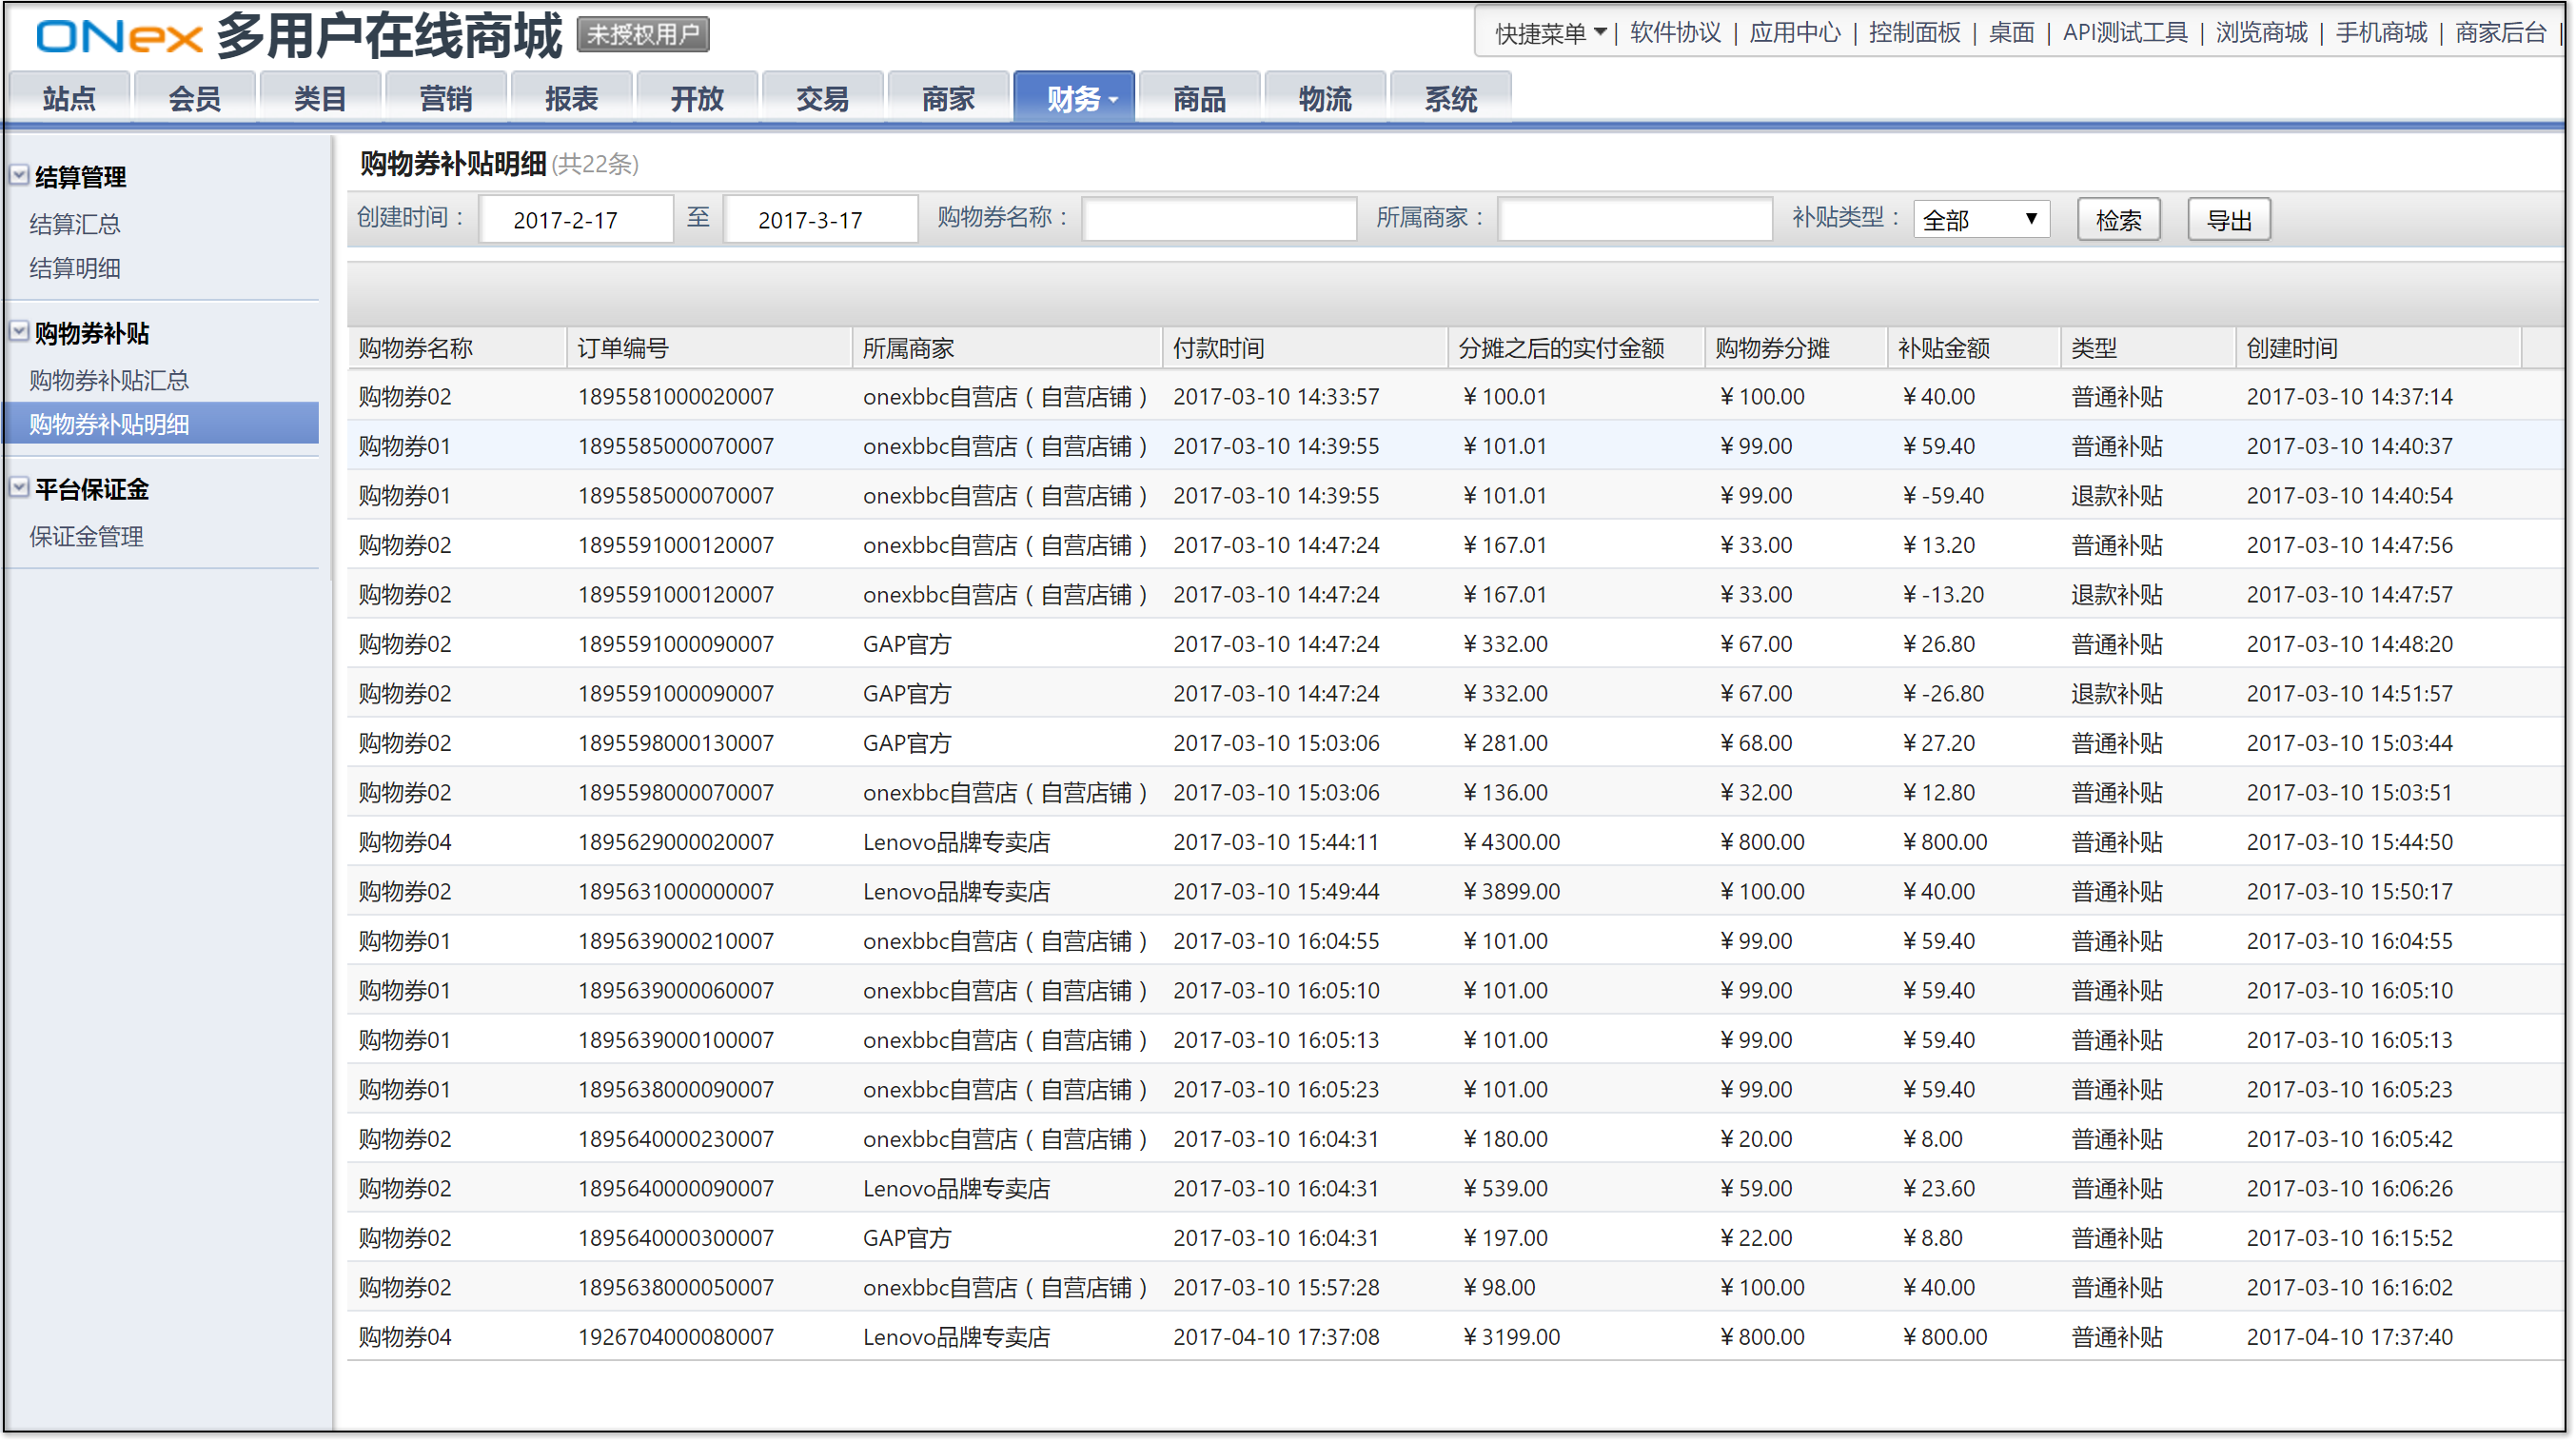 ONex 多用户在线商城 未授权用户
快捷菜单 | 软件协议 | 应用中心 | 控制面板 | 桌面 | API测试工具 | 浏览商城 | 手机商城 | 商家后台 |
站点 会员 类目 营销 报表 开放 交易 商家 财务 商品 物流 系统
结算管理
结算汇总
结算明细
购物券补贴
购物券补贴汇总
购物券补贴明细
平台保证金
保证金管理
购物券补贴明细(共22条)
创建时间： 2017-2-17 至 2017-3-17 购物券名称： 所属商家： 补贴类型： 全部 检索 导出
购物券名称 订单编号 所属商家 付款时间 分摊之后的实付金额 购物券分摊 补贴金额 类型 创建时间
购物券02 1895581000020007 onexbbc自营店（自营店铺） 2017-03-10 14:33:57 ¥100.01 ¥100.00 ¥40.00 普通补贴 2017-03-10 14:37:14
购物券01 1895585000070007 onexbbc自营店（自营店铺） 2017-03-10 14:39:55 ¥101.01 ¥99.00 ¥59.40 普通补贴 2017-03-10 14:40:37
购物券01 1895585000070007 onexbbc自营店（自营店铺） 2017-03-10 14:39:55 ¥101.01 ¥99.00 ¥-59.40 退款补贴 2017-03-10 14:40:54
购物券02 1895591000120007 onexbbc自营店（自营店铺） 2017-03-10 14:47:24 ¥167.01 ¥33.00 ¥13.20 普通补贴 2017-03-10 14:47:56
购物券02 1895591000120007 onexbbc自营店（自营店铺） 2017-03-10 14:47:24 ¥167.01 ¥33.00 ¥-13.20 退款补贴 2017-03-10 14:47:57
购物券02 1895591000090007 GAP官方 2017-03-10 14:47:24 ¥332.00 ¥67.00 ¥26.80 普通补贴 2017-03-10 14:48:20
购物券02 1895591000090007 GAP官方 2017-03-10 14:47:24 ¥332.00 ¥67.00 ¥-26.80 退款补贴 2017-03-10 14:51:57
购物券02 1895598000130007 GAP官方 2017-03-10 15:03:06 ¥281.00 ¥68.00 ¥27.20 普通补贴 2017-03-10 15:03:44
购物券02 1895598000070007 onexbbc自营店（自营店铺） 2017-03-10 15:03:06 ¥136.00 ¥32.00 ¥12.80 普通补贴 2017-03-10 15:03:51
购物券04 1895629000020007 Lenovo品牌专卖店 2017-03-10 15:44:11 ¥4300.00 ¥800.00 ¥800.00 普通补贴 2017-03-10 15:44:50
购物券02 1895631000000007 Lenovo品牌专卖店 2017-03-10 15:49:44 ¥3899.00 ¥100.00 ¥40.00 普通补贴 2017-03-10 15:50:17
购物券01 1895639000210007 onexbbc自营店（自营店铺） 2017-03-10 16:04:55 ¥101.00 ¥99.00 ¥59.40 普通补贴 2017-03-10 16:04:55
购物券01 1895639000060007 onexbbc自营店（自营店铺） 2017-03-10 16:05:10 ¥101.00 ¥99.00 ¥59.40 普通补贴 2017-03-10 16:05:10
购物券01 1895639000100007 onexbbc自营店（自营店铺） 2017-03-10 16:05:13 ¥101.00 ¥99.00 ¥59.40 普通补贴 2017-03-10 16:05:13
购物券01 1895638000090007 onexbbc自营店（自营店铺） 2017-03-10 16:05:23 ¥101.00 ¥99.00 ¥59.40 普通补贴 2017-03-10 16:05:23
购物券02 1895640000230007 onexbbc自营店（自营店铺） 2017-03-10 16:04:31 ¥180.00 ¥20.00 ¥8.00 普通补贴 2017-03-10 16:05:42
购物券02 1895640000090007 Lenovo品牌专卖店 2017-03-10 16:04:31 ¥539.00 ¥59.00 ¥23.60 普通补贴 2017-03-10 16:06:26
购物券02 1895640000300007 GAP官方 2017-03-10 16:04:31 ¥197.00 ¥22.00 ¥8.80 普通补贴 2017-03-10 16:15:52
购物券02 1895638000050007 onexbbc自营店（自营店铺） 2017-03-10 15:57:28 ¥98.00 ¥100.00 ¥40.00 普通补贴 2017-03-10 16:16:02
购物券04 1926704000080007 Lenovo品牌专卖店 2017-04-10 17:37:08 ¥3199.00 ¥800.00 ¥800.00 普通补贴 2017-04-10 17:37:40